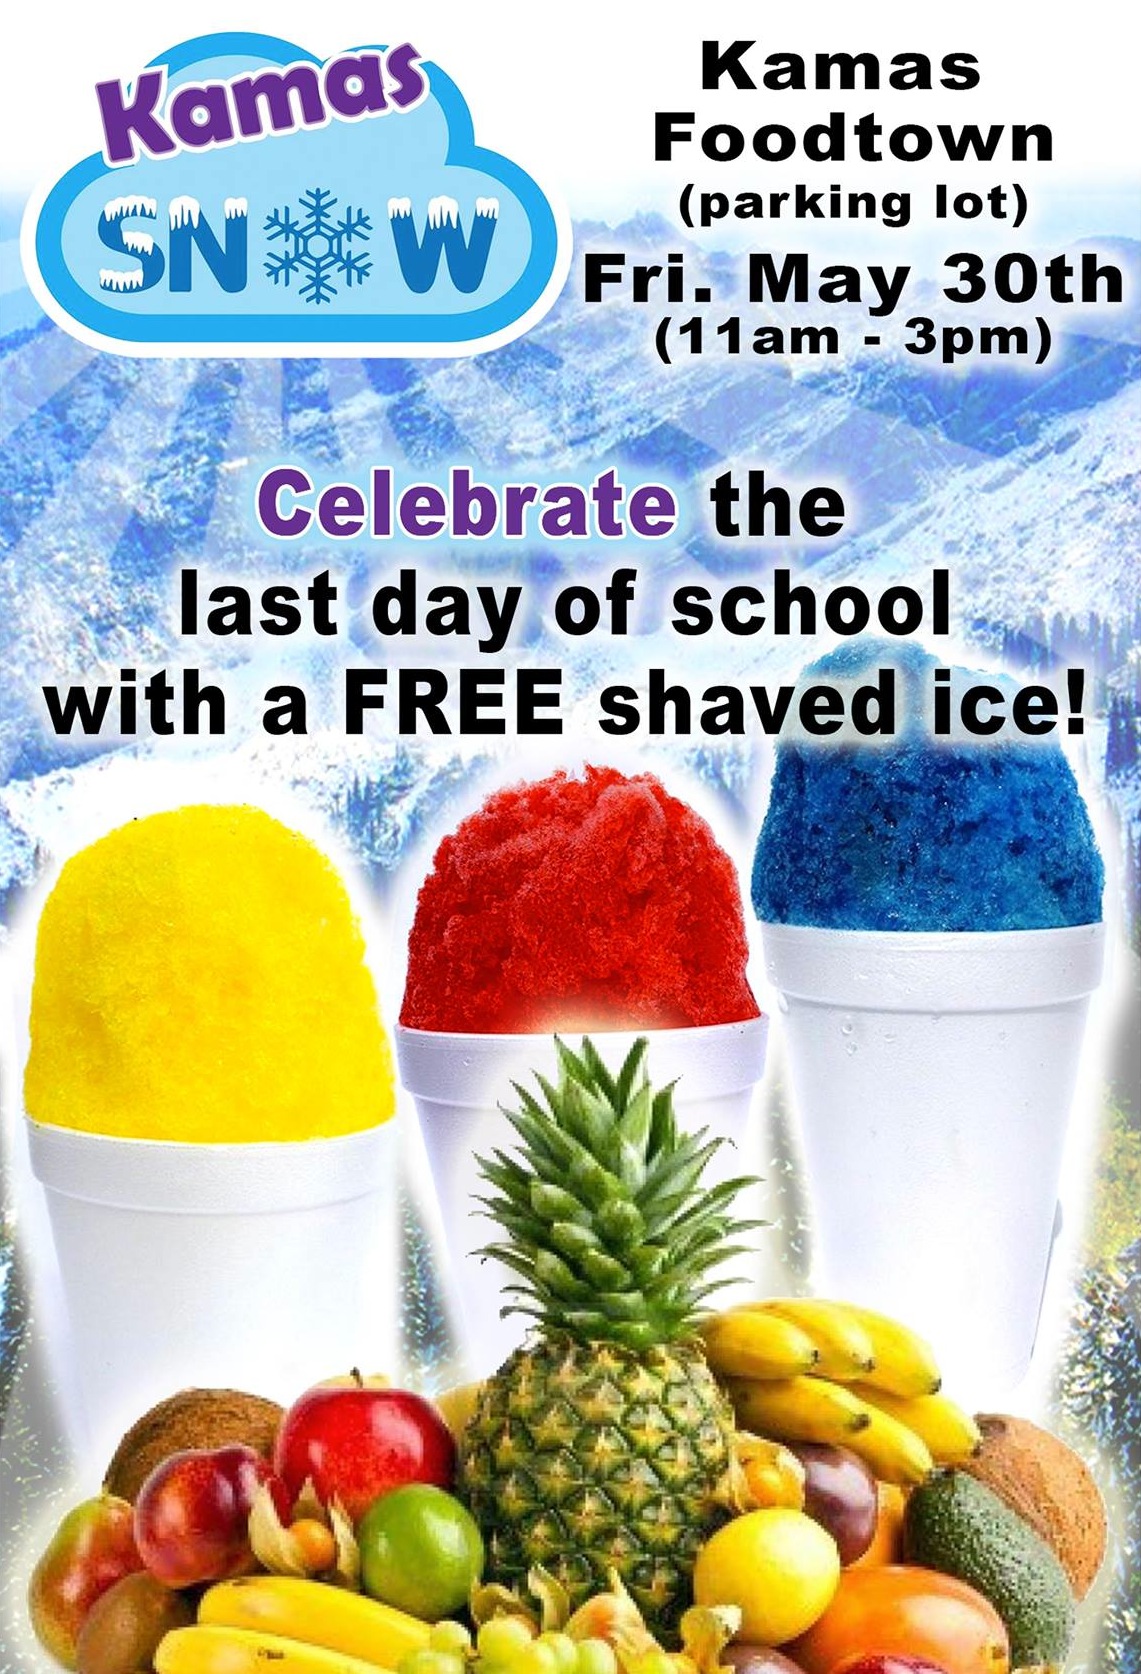 Kamas
SNOW
Kamas
Foodtown
(parking lot)
Fri. May 30th
(11am - 3pm)
Celebrate the
last day of school
with a FREE shaved ice!